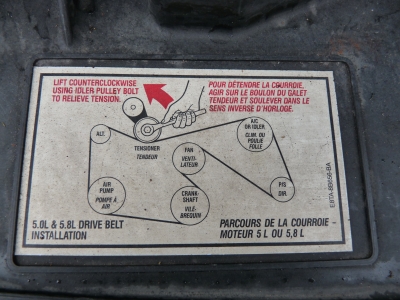 LIFT COUNTERCLOCKWISE
USING IDLER PULLEY BOLT
TO RELIEVE TENSION.
POUR DÉTENDRE LA COURROIE,
AGIR SUR LE BOULON DU GALET
TENDEUR ET SOULEVER DANS LE
SENS INVERSE D'HORLOGE.
ALT.
TENSIONER
TENDEUR
A/C
OR IDLER
CLIM. OU
POULIE
FOLLE
FAN
VENTI-
LATEUR
AIR
PUMP
POMPE À
AIR
CRANK-
SHAFT
VILE-
BREQUIN
P/S
DIR.
5.0L & 5.8L DRIVE BELT
INSTALLATION
PARCOURS DE LA COURROIE -
MOTEUR 5 L OU 5,8 L